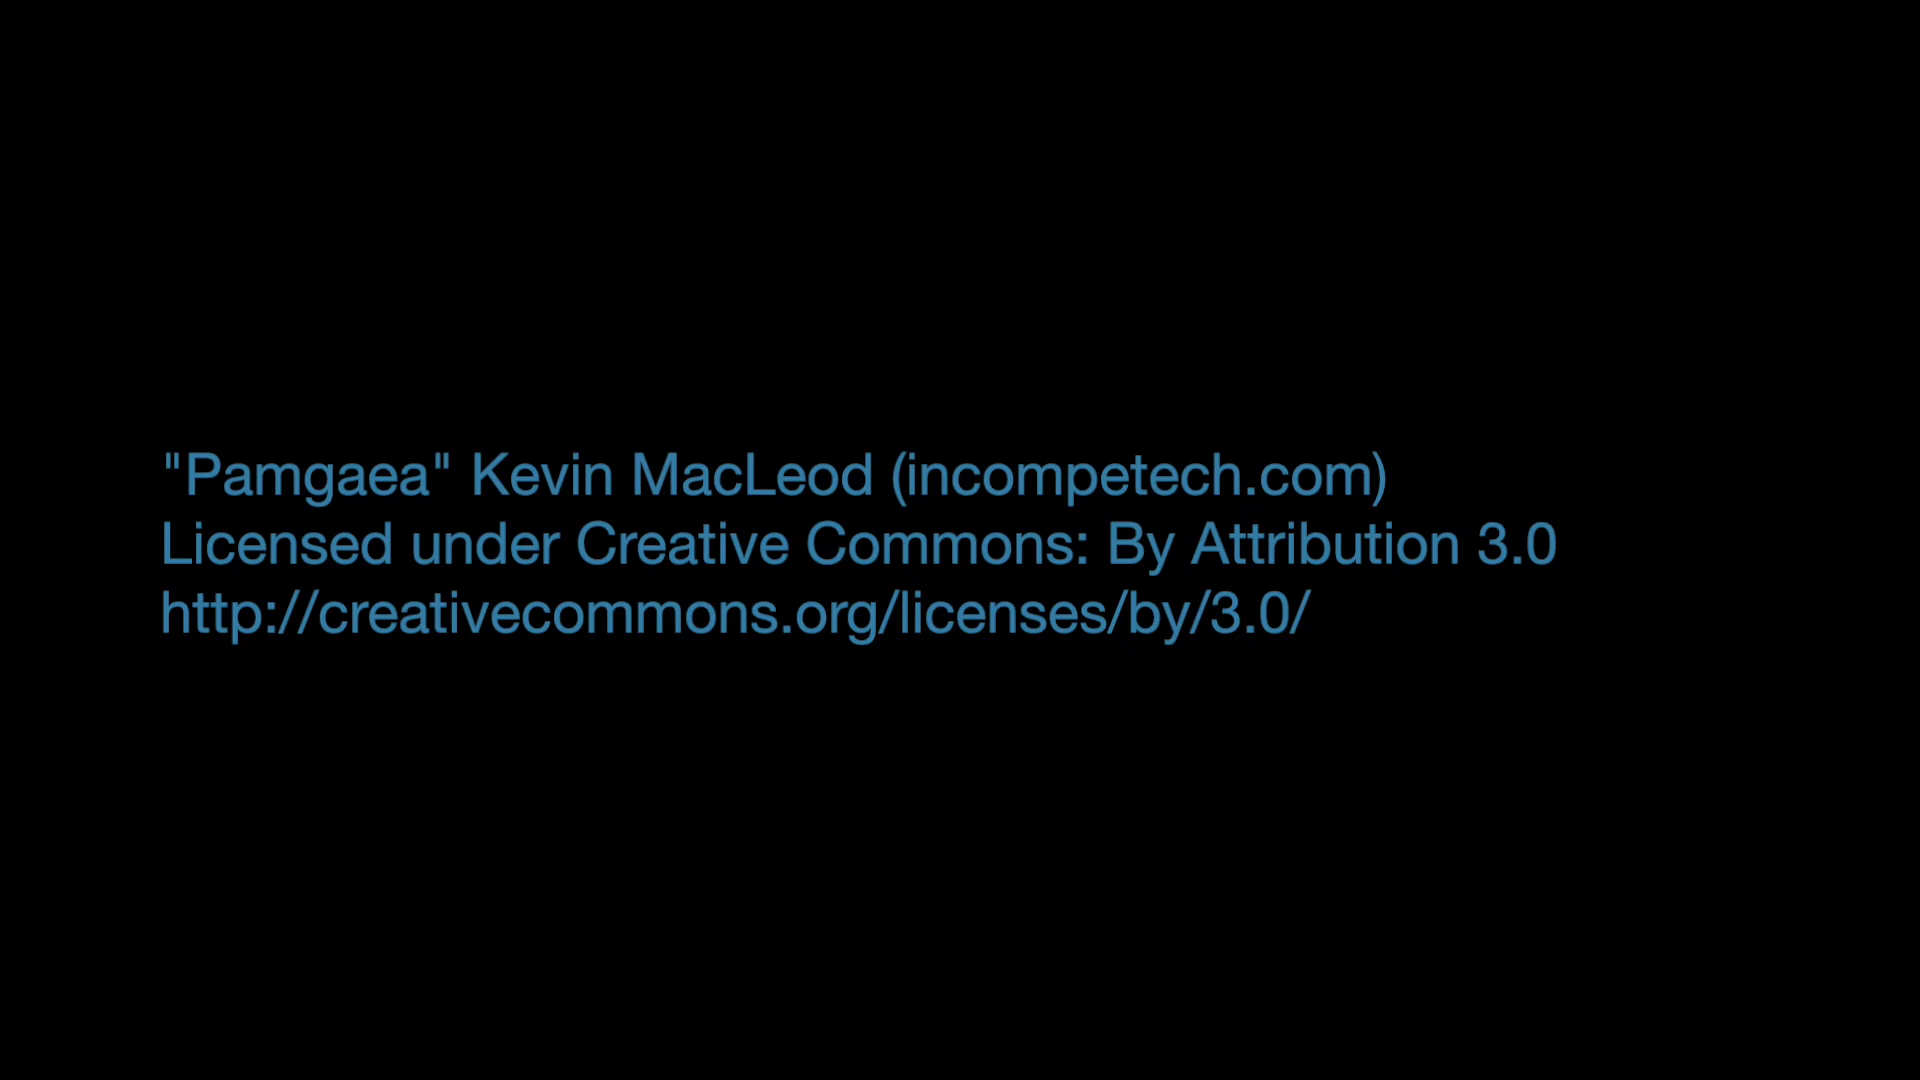 "Pamgaea" Kevin MacLeod (incompetech.com)
Licensed under Creative Commons: By Attribution 3.0
http://creativecommons.org/licenses/by/3.0/